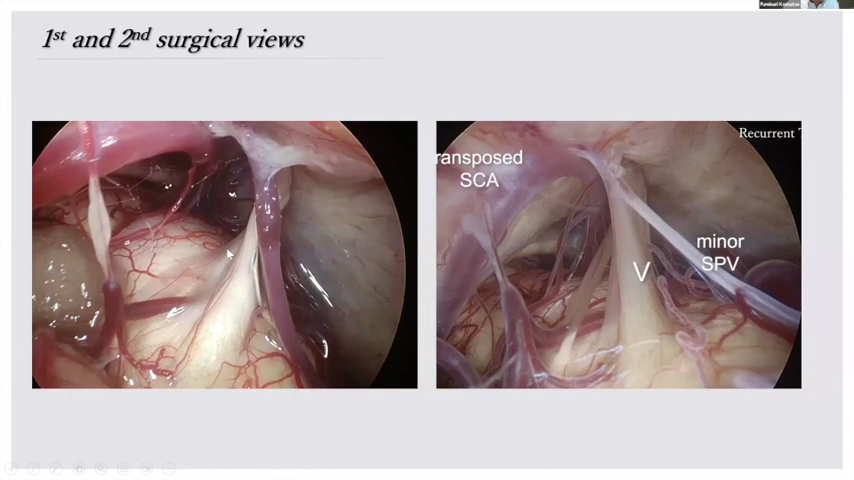 1st and 2nd surgical views
Recurrent T
ransposed
SCA
minor
SPV
V